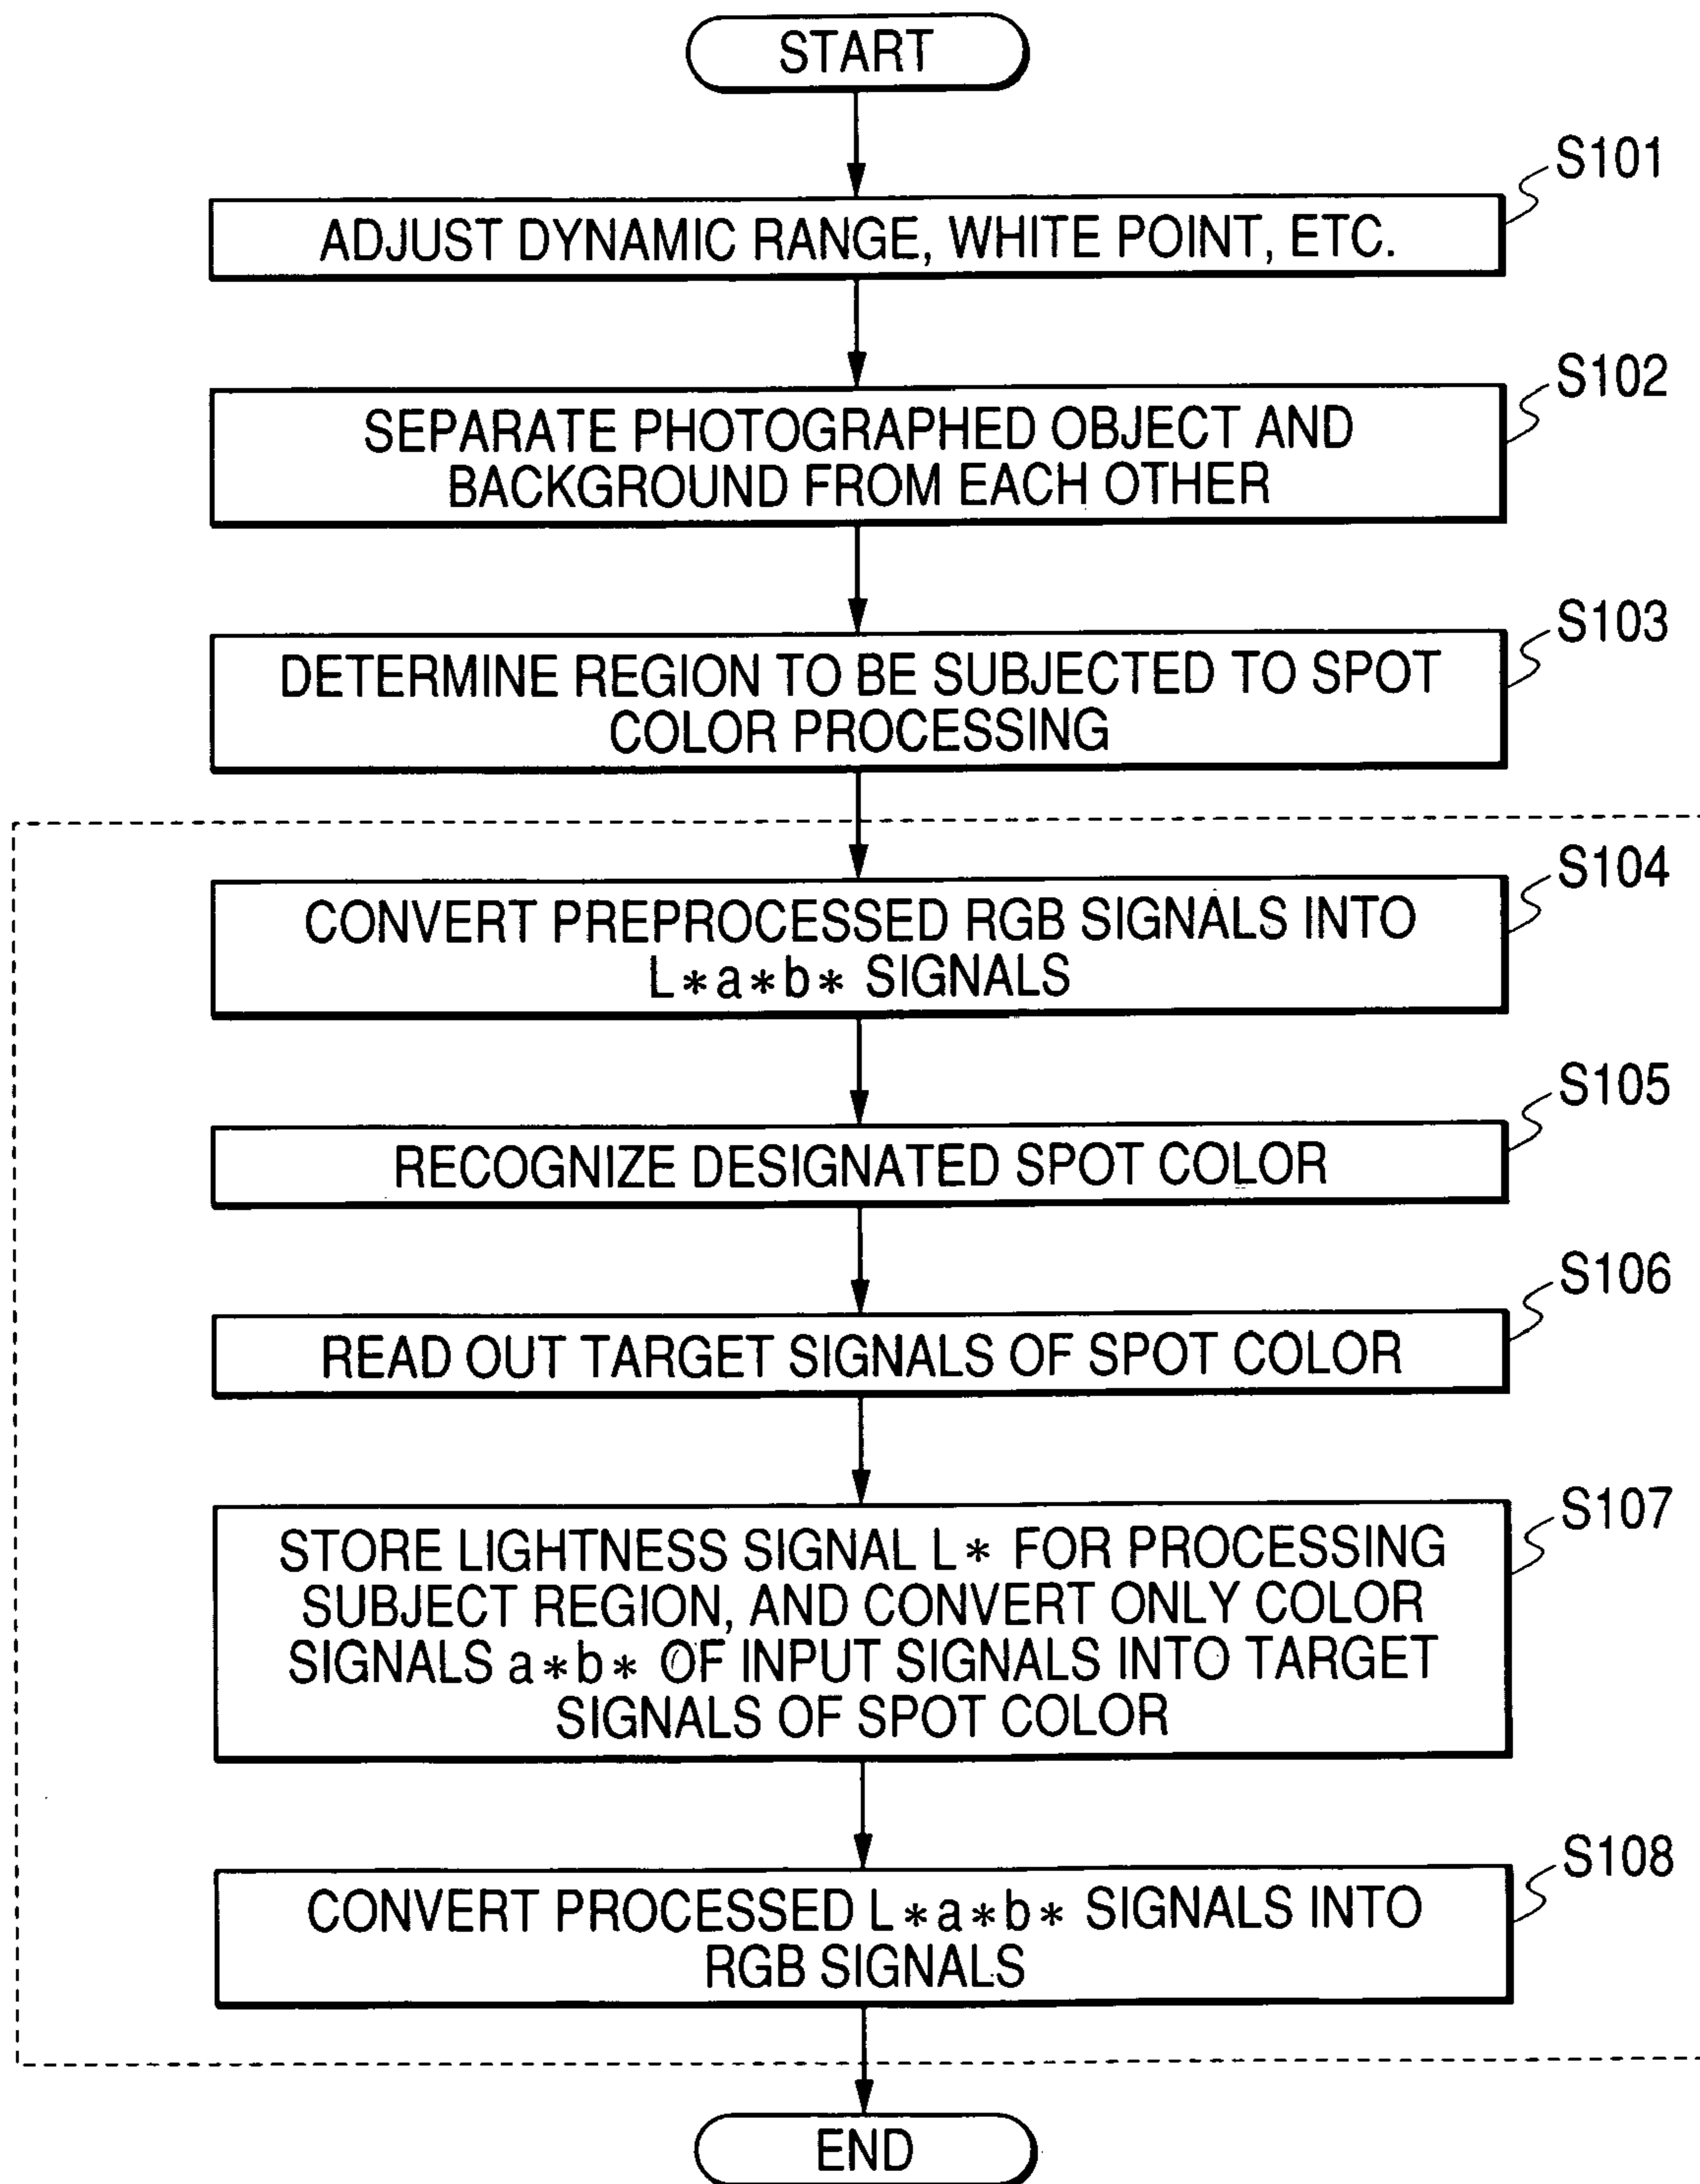 START
S101
ADJUST DYNAMIC RANGE, WHITE POINT, ETC.
S102
SEPARATE PHOTOGRAPHED OBJECT AND
BACKGROUND FROM EACH OTHER
S103
DETERMINE REGION TO BE SUBJECTED TO SPOT
COLOR PROCESSING
S104
CONVERT PREPROCESSED RGB SIGNALS INTO
L*a*b* SIGNALS
S105
RECOGNIZE DESIGNATED SPOT COLOR
S106
READ OUT TARGET SIGNALS OF SPOT COLOR
S107
STORE LIGHTNESS SIGNAL L* FOR PROCESSING
SUBJECT REGION, AND CONVERT ONLY COLOR
SIGNALS a*b* OF INPUT SIGNALS INTO TARGET
SIGNALS OF SPOT COLOR
S108
CONVERT PROCESSED L*a*b* SIGNALS INTO
RGB SIGNALS
END